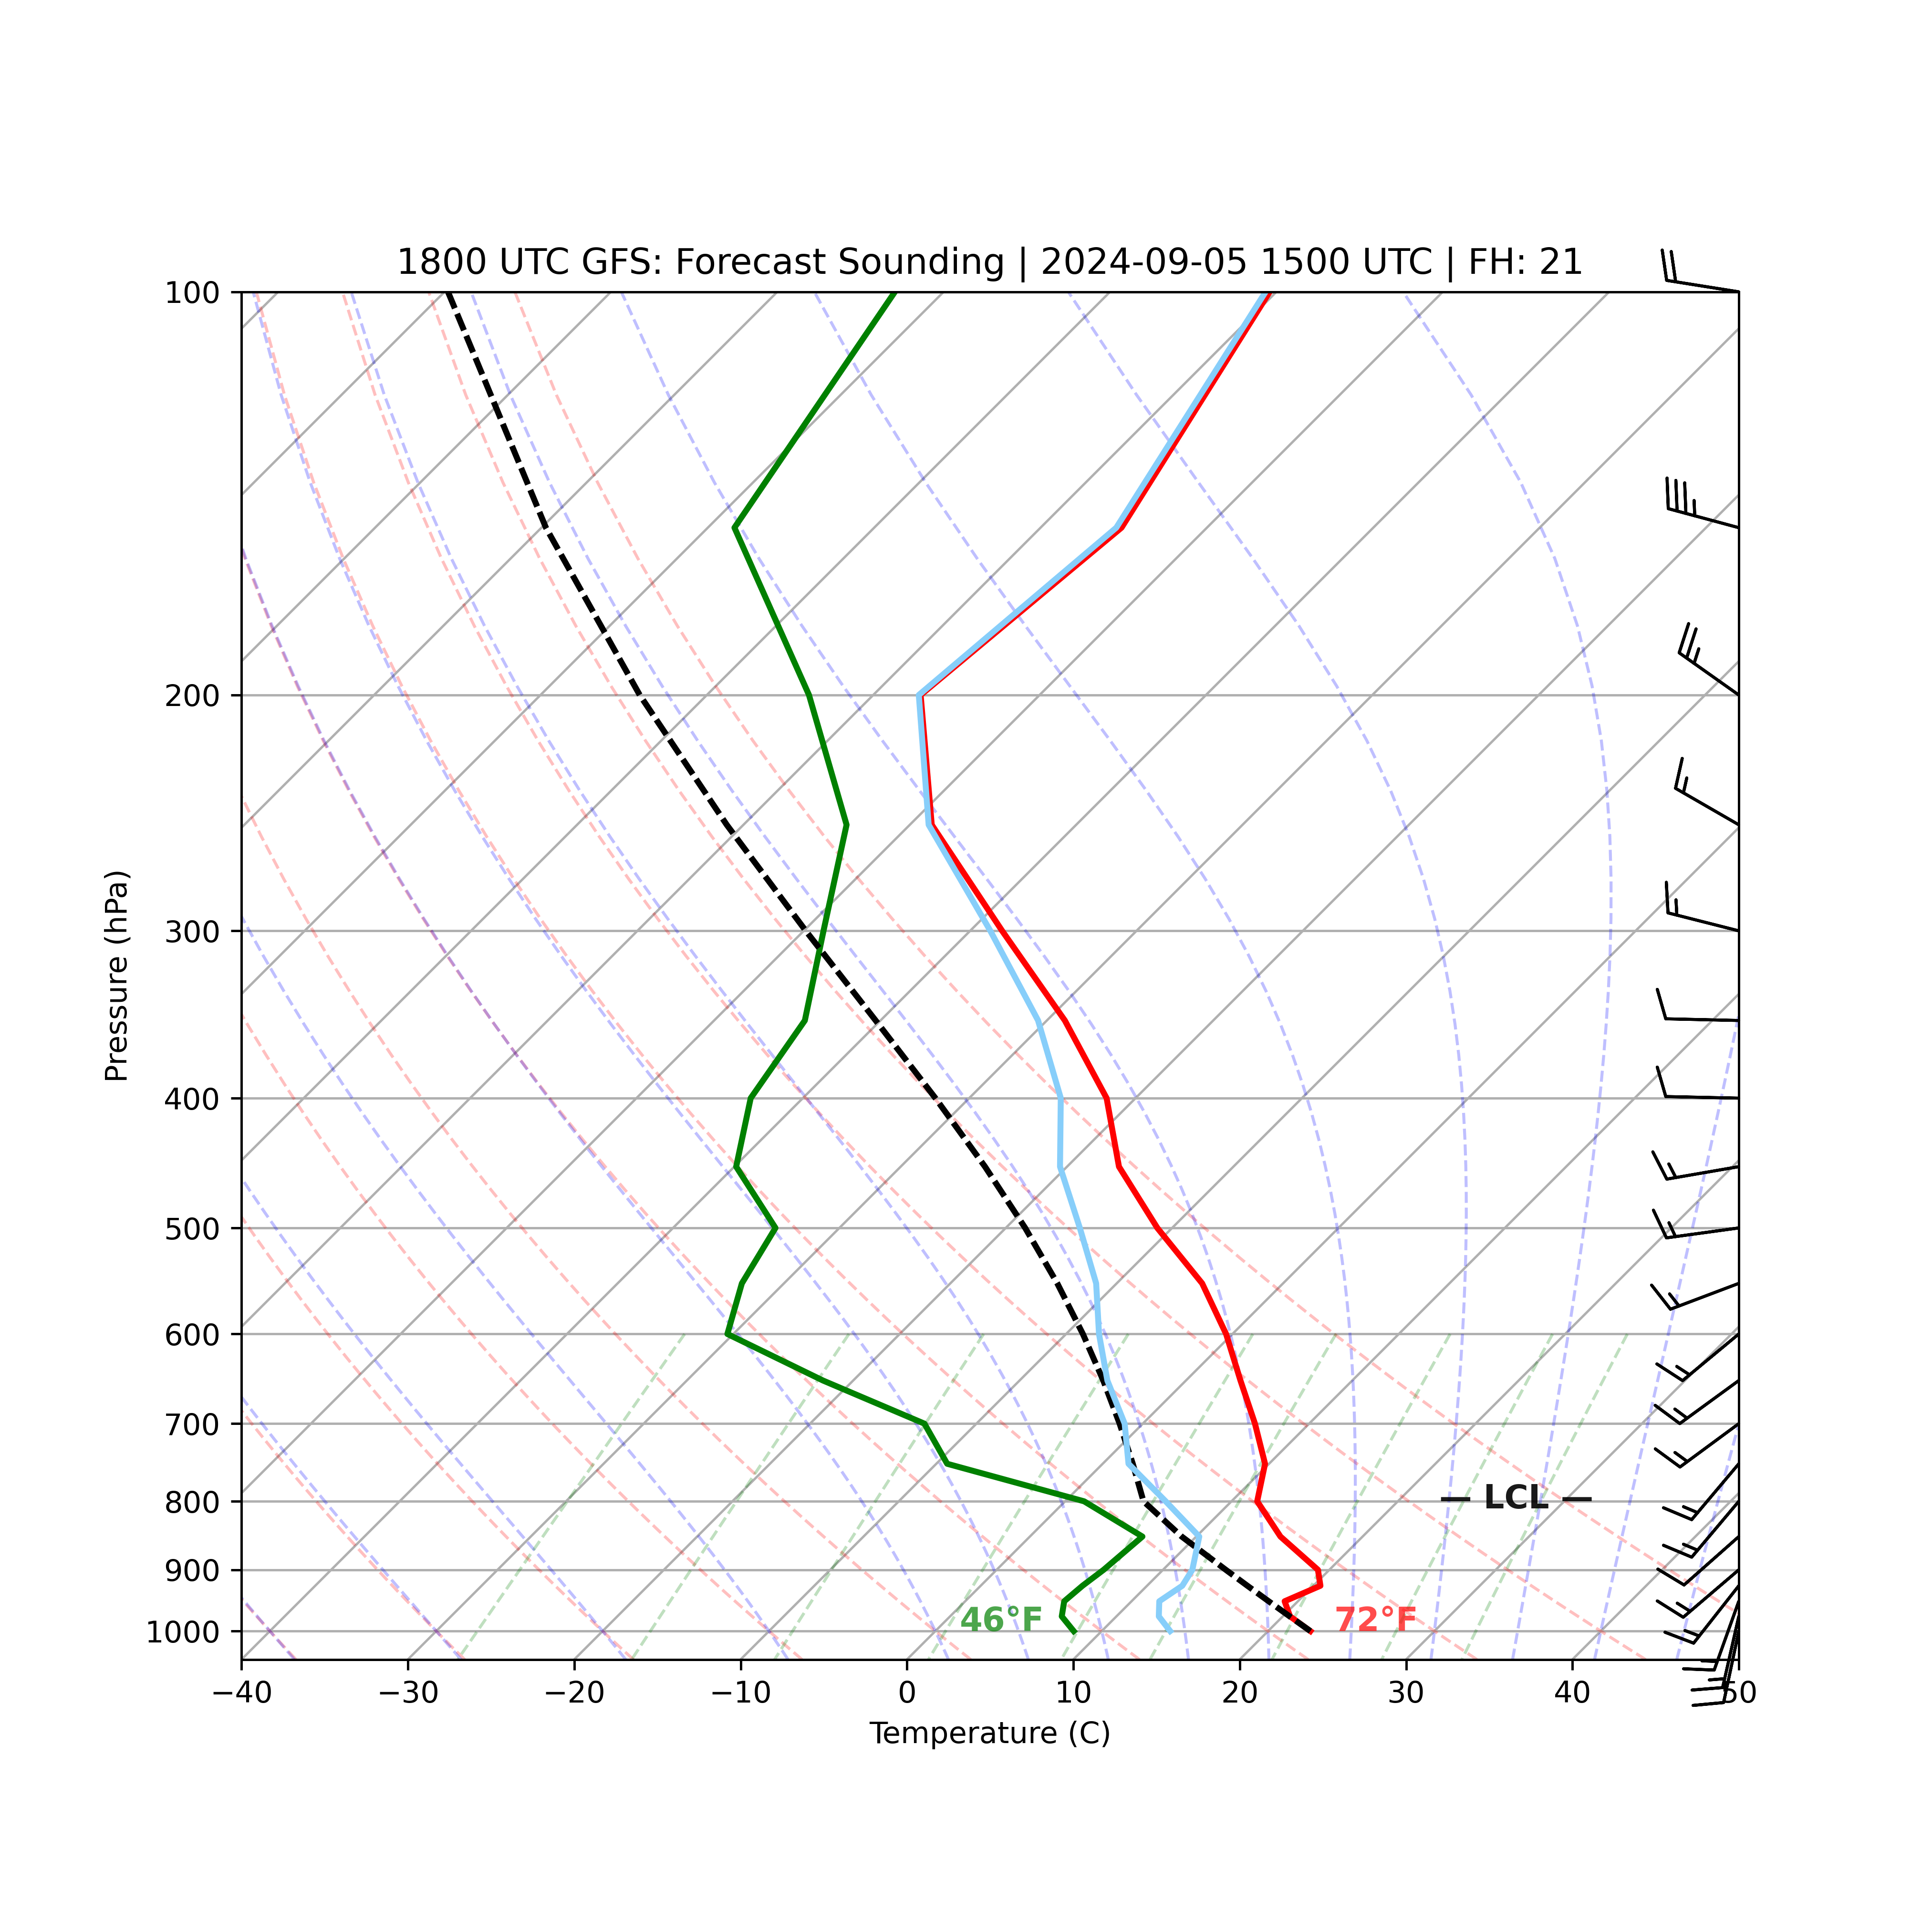 1800 UTC GFS: Forecast Sounding | 2024-09-05 1500 UTC | FH: 21
100
200
300
400
500
600
700
800
900
1000
Pressure (hPa)
— LCL —
46°F
72°F
−40 −30 −20 −10 0 10 20 30 40 50
Temperature (C)